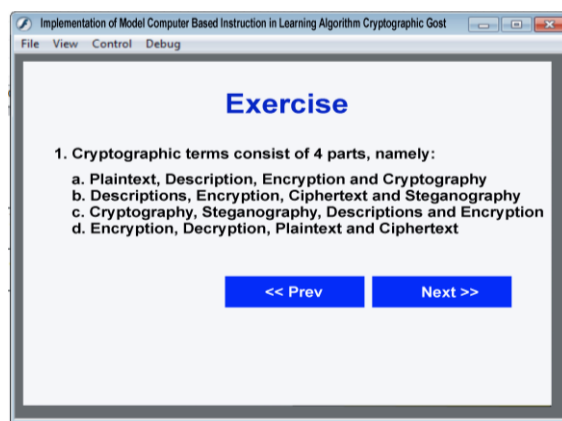 Implementation of Model Computer Based Instruction in Learning Algorithm Cryptographic Gost
File View Control Debug
Exercise
1. Cryptographic terms consist of 4 parts, namely:
a. Plaintext, Description, Encryption and Cryptography
b. Descriptions, Encryption, Ciphertext and Steganography
c. Cryptography, Steganography, Descriptions and Encryption
d. Encryption, Decryption, Plaintext and Ciphertext
<< Prev Next >>